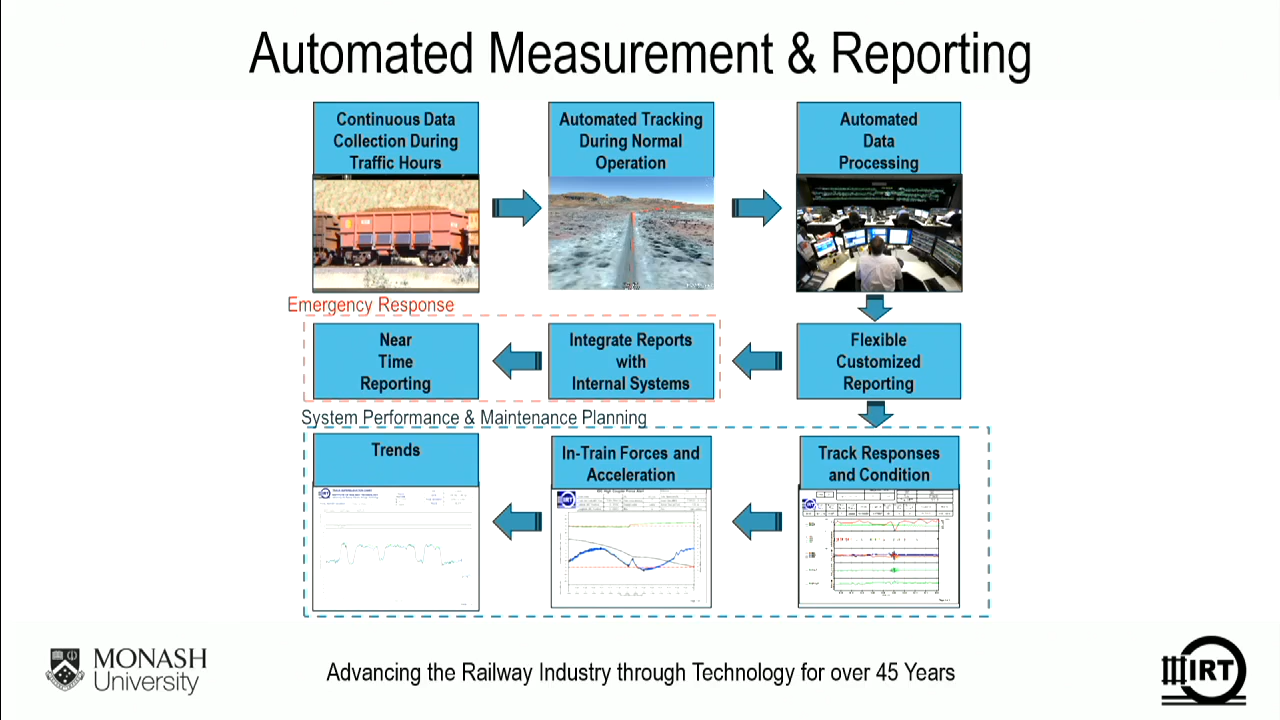 Automated Measurement & Reporting
Continuous Data
Collection During
Traffic Hours
Automated Tracking
During Normal
Operation
Automated
Data
Processing
Emergency Response
Near
Time
Reporting
Integrate Reports
with
Internal Systems
Flexible
Customized
Reporting
System Performance & Maintenance Planning
Trends
In-Train Forces and
Acceleration
Track Responses
and Condition
IRT
MONASH
University
Advancing the Railway Industry through Technology for over 45 Years
IRT